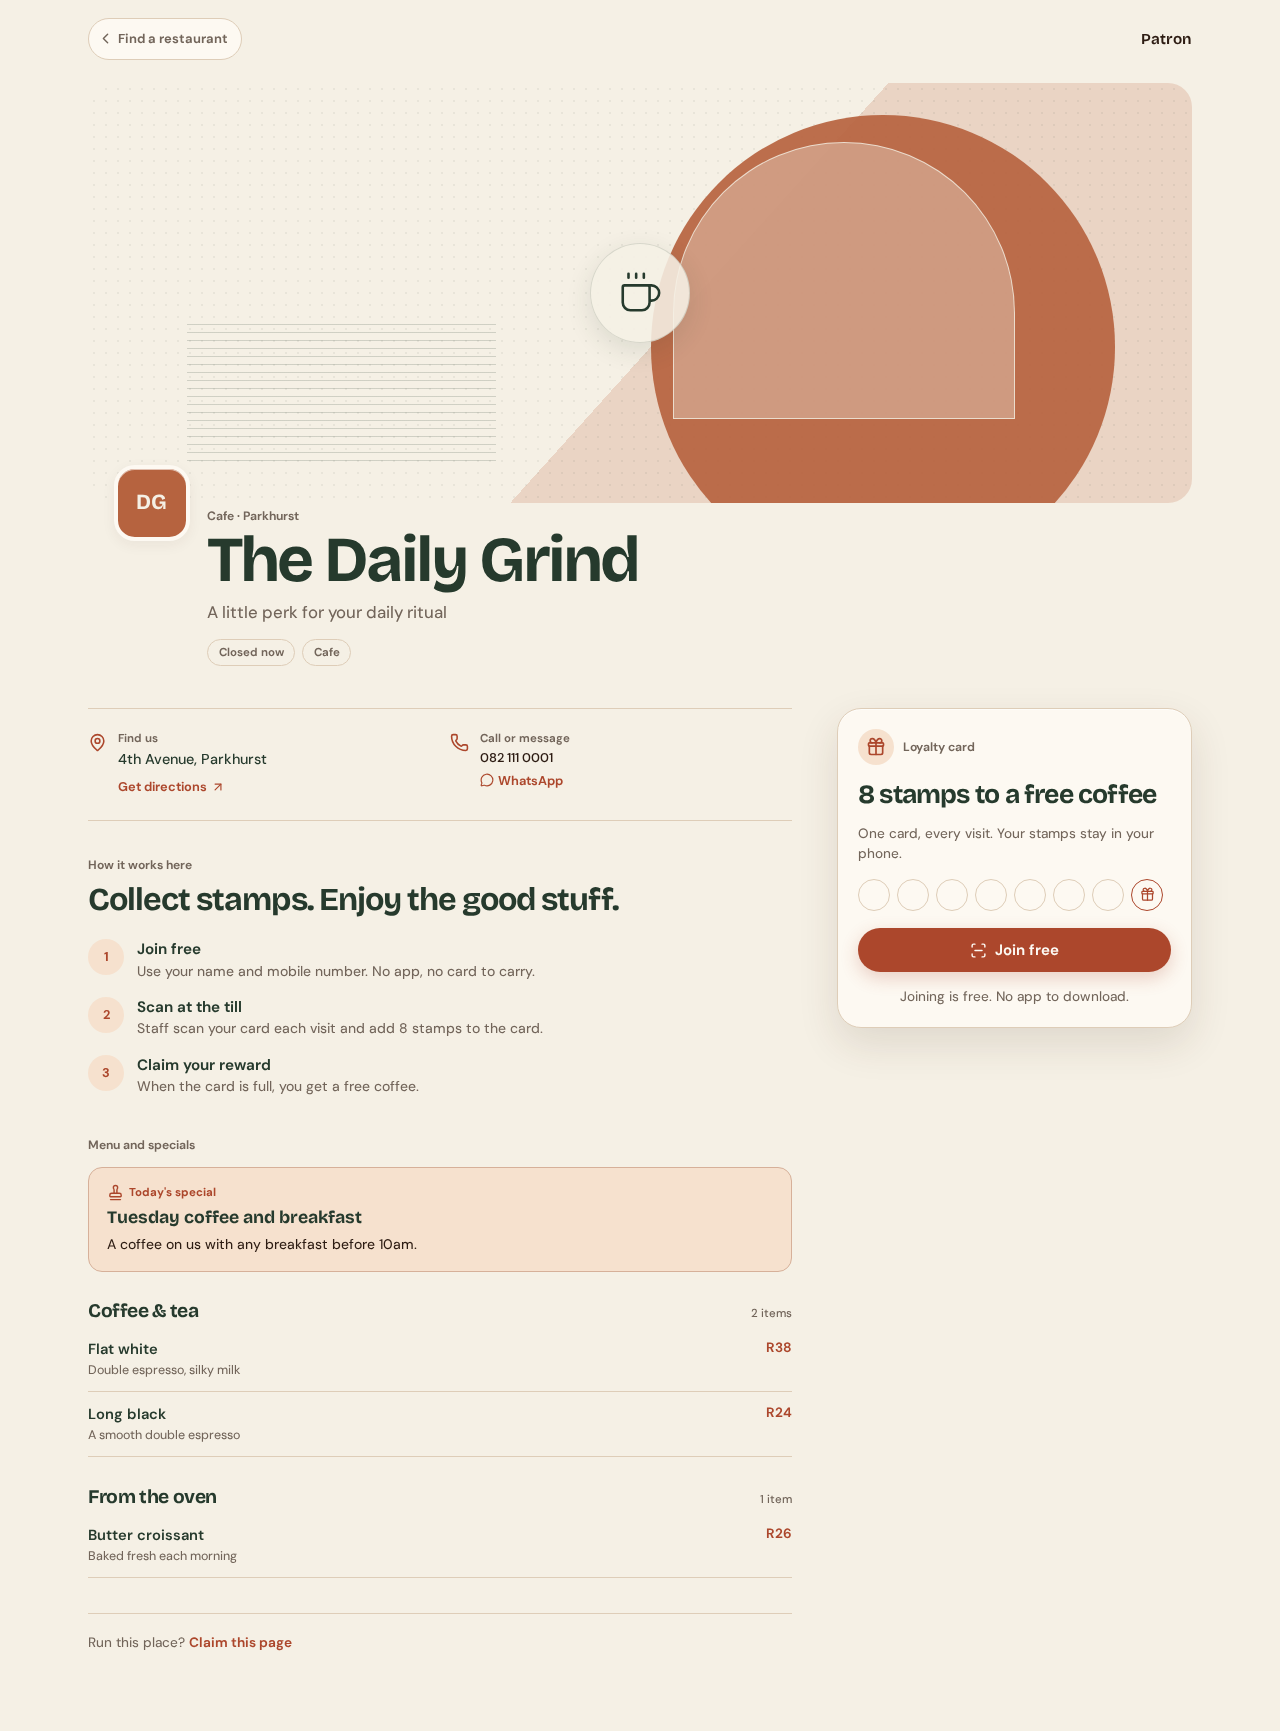 Find a restaurant
Patron
DG
Cafe · Parkhurst
The Daily Grind
A little perk for your daily ritual
Closed now
Cafe
Find us
4th Avenue, Parkhurst
Get directions
Call or message
082 111 0001
WhatsApp
Loyalty card
8 stamps to a free coffee
One card, every visit. Your stamps stay in your
phone.
Join free
Joining is free. No app to download.
How it works here
Collect stamps. Enjoy the good stuff.
1
Join free
Use your name and mobile number. No app, no card to carry.
2
Scan at the till
Staff scan your card each visit and add 8 stamps to the card.
3
Claim your reward
When the card is full, you get a free coffee.
Menu and specials
Today's special
Tuesday coffee and breakfast
A coffee on us with any breakfast before 10am.
Coffee & tea
2 items
Flat white
R38
Double espresso, silky milk
Long black
R24
A smooth double espresso
From the oven
1 item
Butter croissant
R26
Baked fresh each morning
Run this place? Claim this page